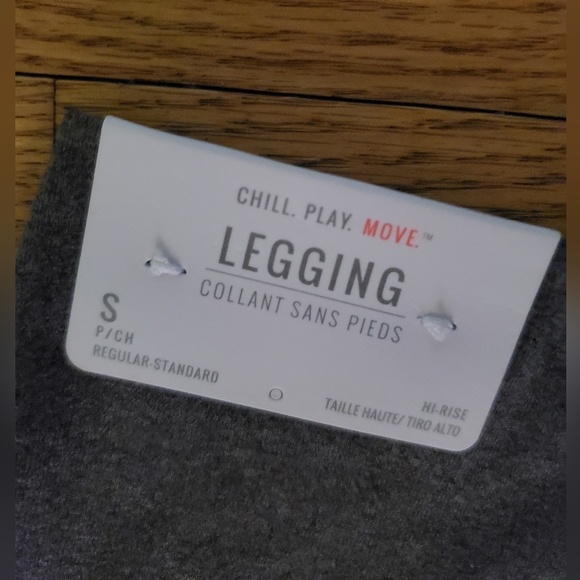 CHILL. PLAY. MOVE.™
LEGGING
COLLANT SANS PIEDS
S
P/CH
REGULAR-STANDARD
HI-RISE
TAILLE HAUTE/ TIRO ALTO